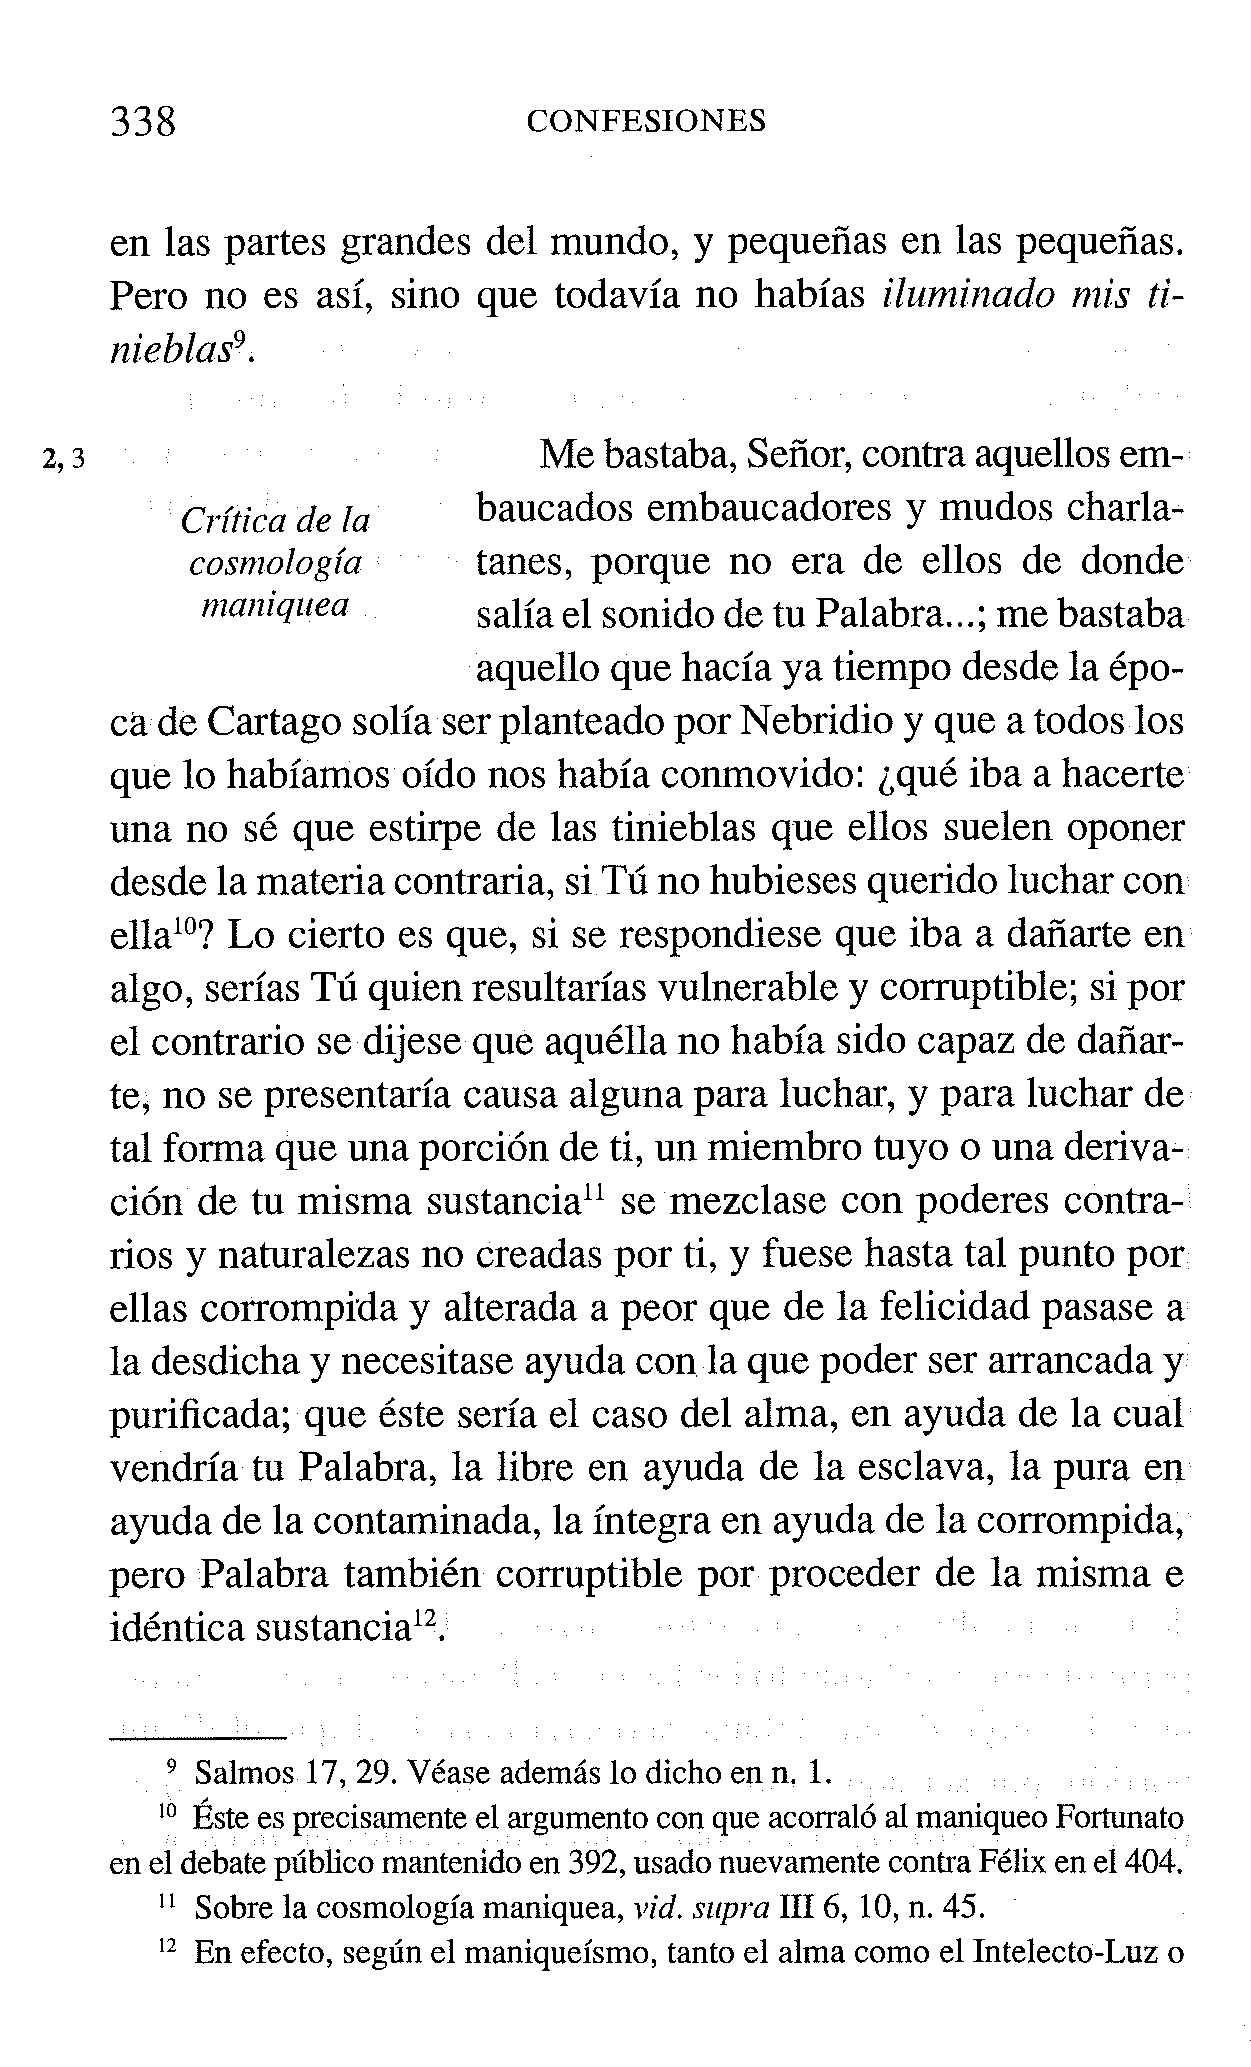 338 CONFESIONES
en las partes grandes del mundo, y pequeñas en las pequeñas.
Pero no es así, sino que todavía no habías iluminado mis ti-
nieblas⁹.
2, 3
Crítica de la
cosmología
maniquea
Me bastaba, Señor, contra aquellos em-
baucados embaucadores y mudos charla-
tanes, porque no era de ellos de donde
salía el sonido de tu Palabra...; me bastaba
aquello que hacía ya tiempo desde la épo-
ca de Cartago solía ser planteado por Nebridio y que a todos los
que lo habíamos oído nos había conmovido: ¿qué iba a hacerte
una no sé que estirpe de las tinieblas que ellos suelen oponer
desde la materia contraria, si Tú no hubieses querido luchar con
ella¹⁰? Lo cierto es que, si se respondiese que iba a dañarte en
algo, serías Tú quien resultarías vulnerable y corruptible; si por
el contrario se dijese que aquélla no había sido capaz de dañar-
te, no se presentaría causa alguna para luchar, y para luchar de
tal forma que una porción de ti, un miembro tuyo o una deriva-
ción de tu misma sustancia¹¹ se mezclase con poderes contra-
rios y naturalezas no creadas por ti, y fuese hasta tal punto por
ellas corrompida y alterada a peor que de la felicidad pasase a
la desdicha y necesitase ayuda con la que poder ser arrancada y
purificada; que éste sería el caso del alma, en ayuda de la cual
vendría tu Palabra, la libre en ayuda de la esclava, la pura en
ayuda de la contaminada, la íntegra en ayuda de la corrompida,
pero Palabra también corruptible por proceder de la misma e
idéntica sustancia¹².
⁹ Salmos 17, 29. Véase además lo dicho en n. 1.
¹⁰ Éste es precisamente el argumento con que acorraló al maniqueo Fortunato
en el debate público mantenido en 392, usado nuevamente contra Félix en el 404.
¹¹ Sobre la cosmología maniquea, vid. supra III 6, 10, n. 45.
¹² En efecto, según el maniqueísmo, tanto el alma como el Intelecto-Luz o